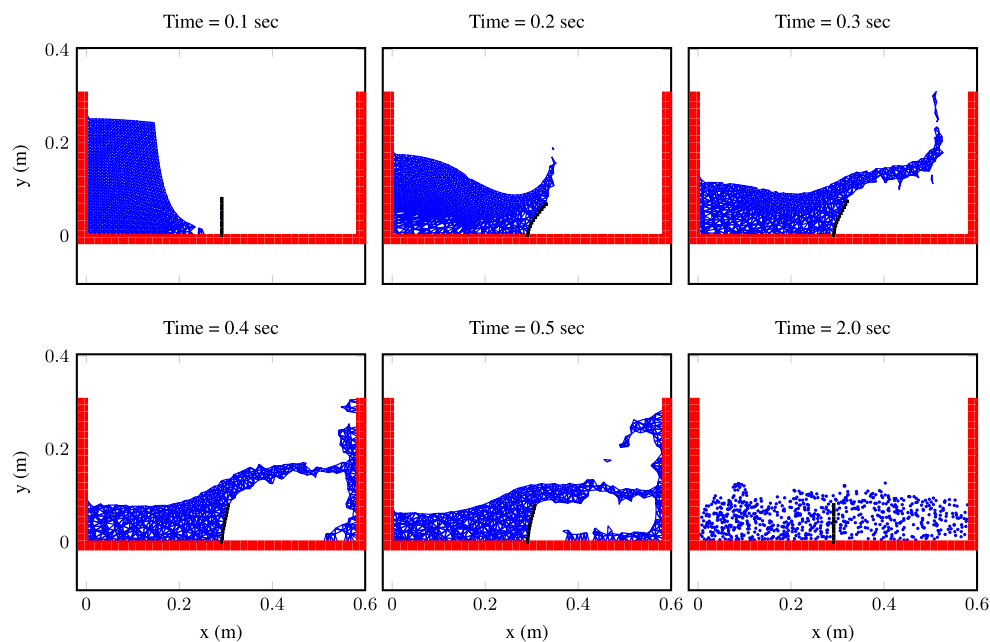 Time = 0.1 sec
Time = 0.2 sec
Time = 0.3 sec
0.4
0.2
0
y (m)
Time = 0.4 sec
Time = 0.5 sec
Time = 2.0 sec
0.4
0.2
0
y (m)
0 0.2 0.4 0.6
0 0.2 0.4 0.6
0 0.2 0.4 0.6
x (m)
x (m)
x (m)